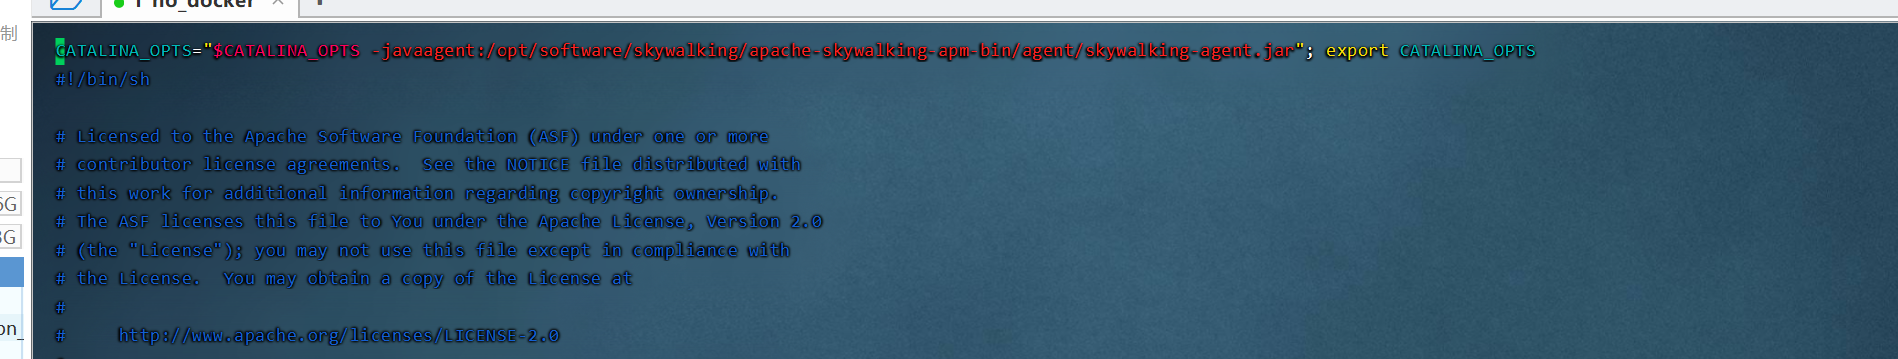 1 no_docker
制
CATALINA_OPTS="$CATALINA_OPTS -javaagent:/opt/software/skywalking/apache-skywalking-apm-bin/agent/skywalking-agent.jar"; export CATALINA_OPTS
#!/bin/sh
# Licensed to the Apache Software Foundation (ASF) under one or more
# contributor license agreements.  See the NOTICE file distributed with
# this work for additional information regarding copyright ownership.
# The ASF licenses this file to You under the Apache License, Version 2.0
# (the "License"); you may not use this file except in compliance with
# the License.  You may obtain a copy of the License at
#
#     http://www.apache.org/licenses/LICENSE-2.0